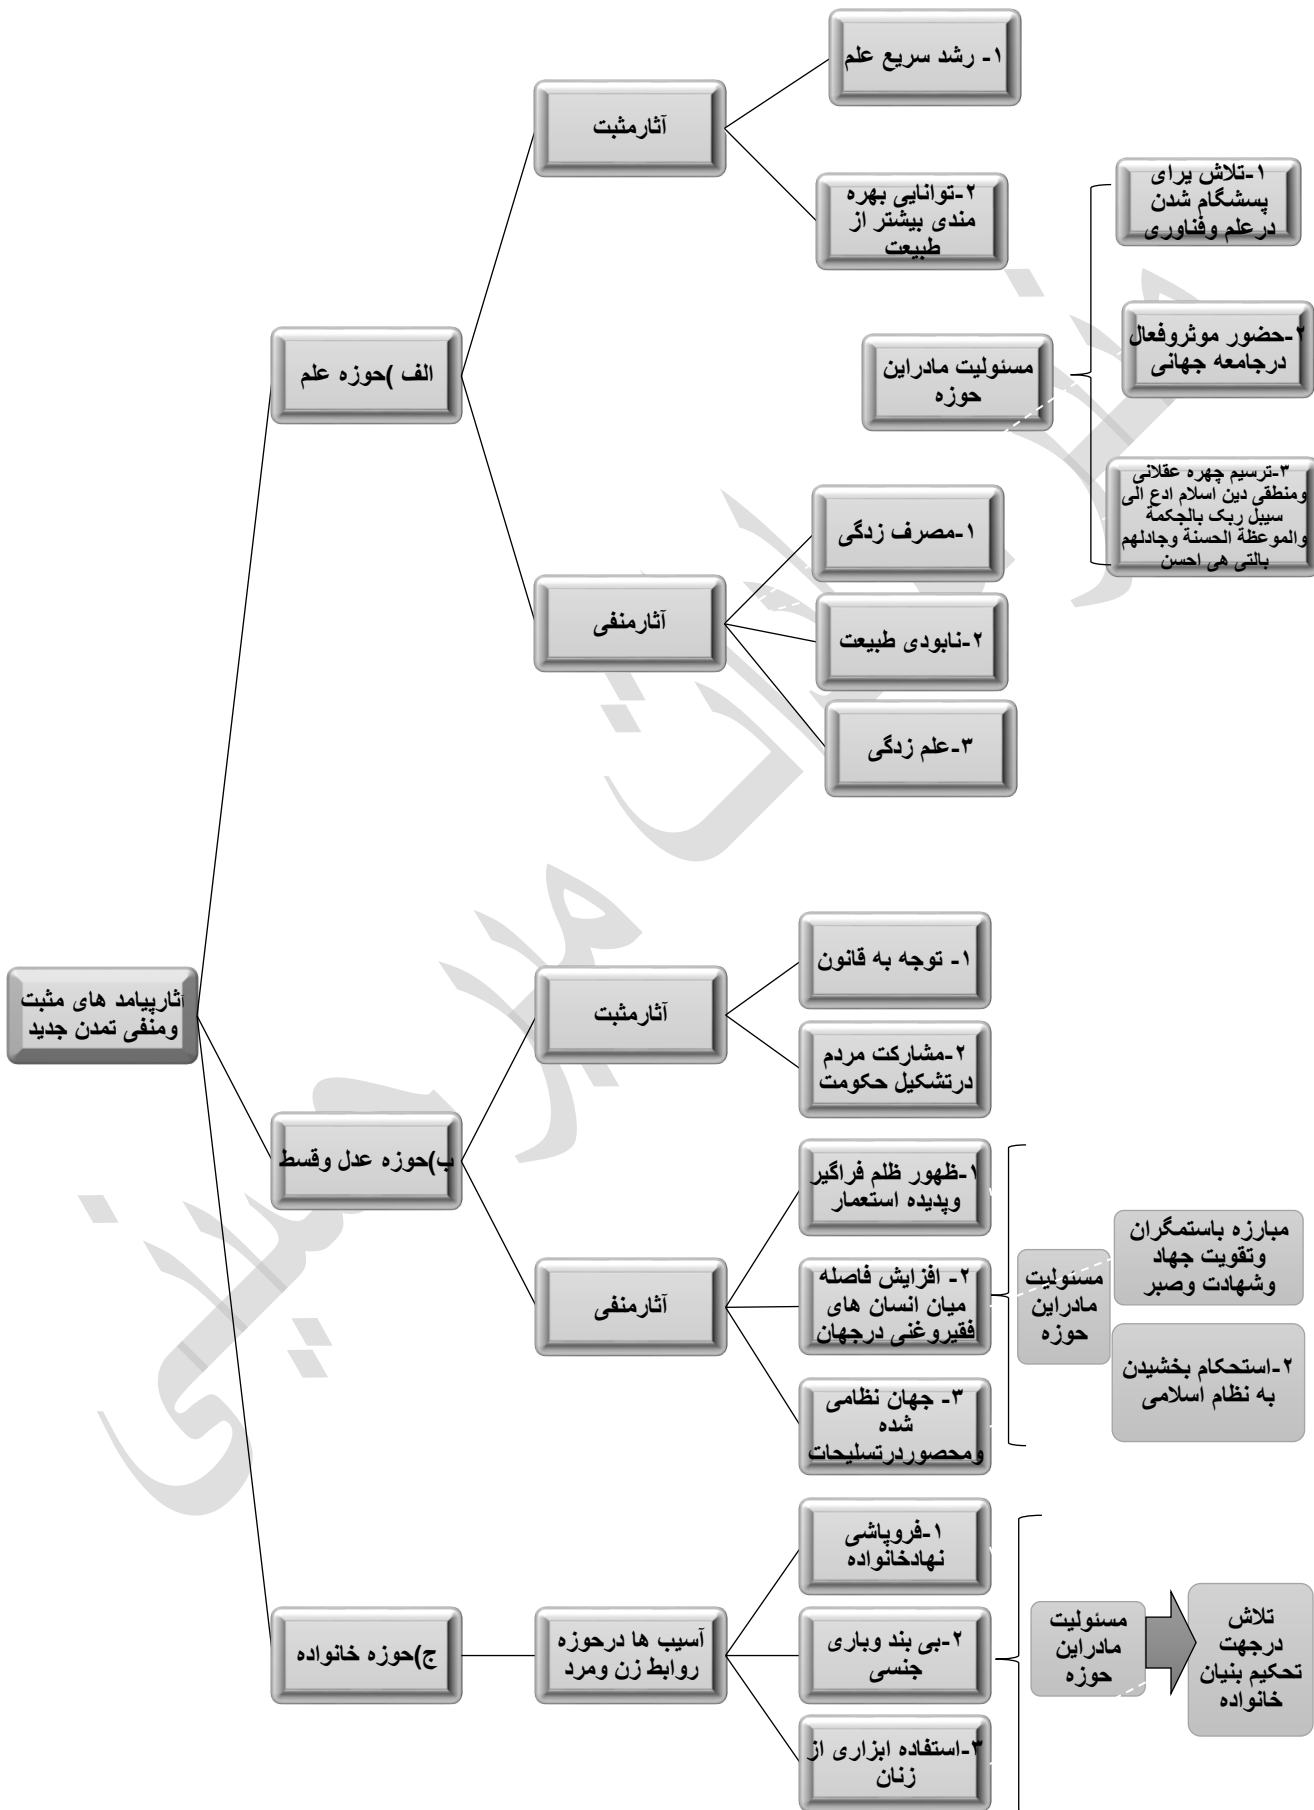 آثارپیامد های مثبت
ومنفی تمدن جدید
الف )حوزه علم
آثارمثبت
۱- رشد سریع علم
۲-توانایی بهره
مندی بیشتر از
طبیعت
آثارمنفی
۱-مصرف زدگی
۲-نابودی طبیعت
۳-علم زدگی
مسئولیت مادراین
حوزه
۱-تلاش یرای
پسشگام شدن
درعلم وفناوری
۲-حضور موثروفعال
درجامعه جهانی
۳-ترسیم چهره عقلانی
ومنطقی دین اسلام ادع الی
سبیل ربک بالجکمة
والموعظة الحسنة وجادلهم
بالتی هی احسن
ب)حوزه عدل وقسط
آثارمثبت
۱- توجه به قانون
۲-مشارکت مردم
درتشکیل حکومت
آثارمنفی
۱-ظهور ظلم فراگیر
وپدیده استعمار
۲- افزایش فاصله
میان انسان های
فقیروغنی درجهان
۳- جهان نظامی
شده
ومحصوردرتسلیحات
مسئولیت
مادراین
حوزه
مبارزه باستمگران
وتقویت جهاد
وشهادت وصبر
۲-استحکام بخشیدن
به نظام اسلامی
ج)حوزه خانواده
آسیب ها درحوزه
روابط زن ومرد
۱-فروپاشی
نهادخانواده
۲-بی بند وباری
جنسی
۳-استفاده ابزاری از
زنان
مسئولیت
مادراین
حوزه
تلاش
درجهت
تحکیم بنیان
خانواده